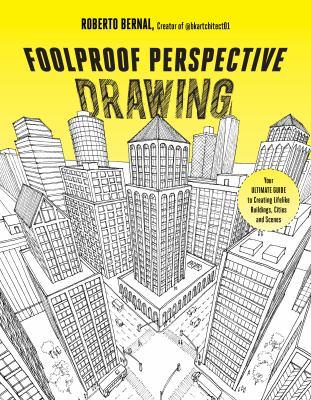 ROBERTO BERNAL, Creator of @bkartchitect01
FOOLPROOF PERSPECTIVE
DRAWING
Your
ULTIMATE GUIDE
to Creating Lifelike
Buildings, Cities
and Scenes